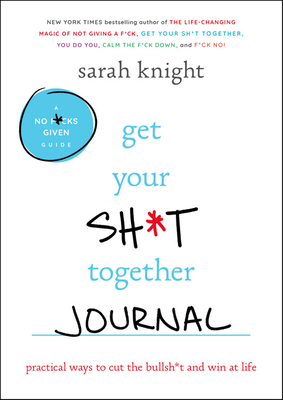 NEW YORK TIMES bestselling author of THE LIFE-CHANGING
MAGIC OF NOT GIVING A F*CK, GET YOUR SH*T TOGETHER,
YOU DO YOU, CALM THE F*CK DOWN, and F*CK NO!
sarah knight
A
NO F*CKS
GIVEN
GUIDE
get
your
SH*T
together
JOURNAL
practical ways to cut the bullsh*t and win at life